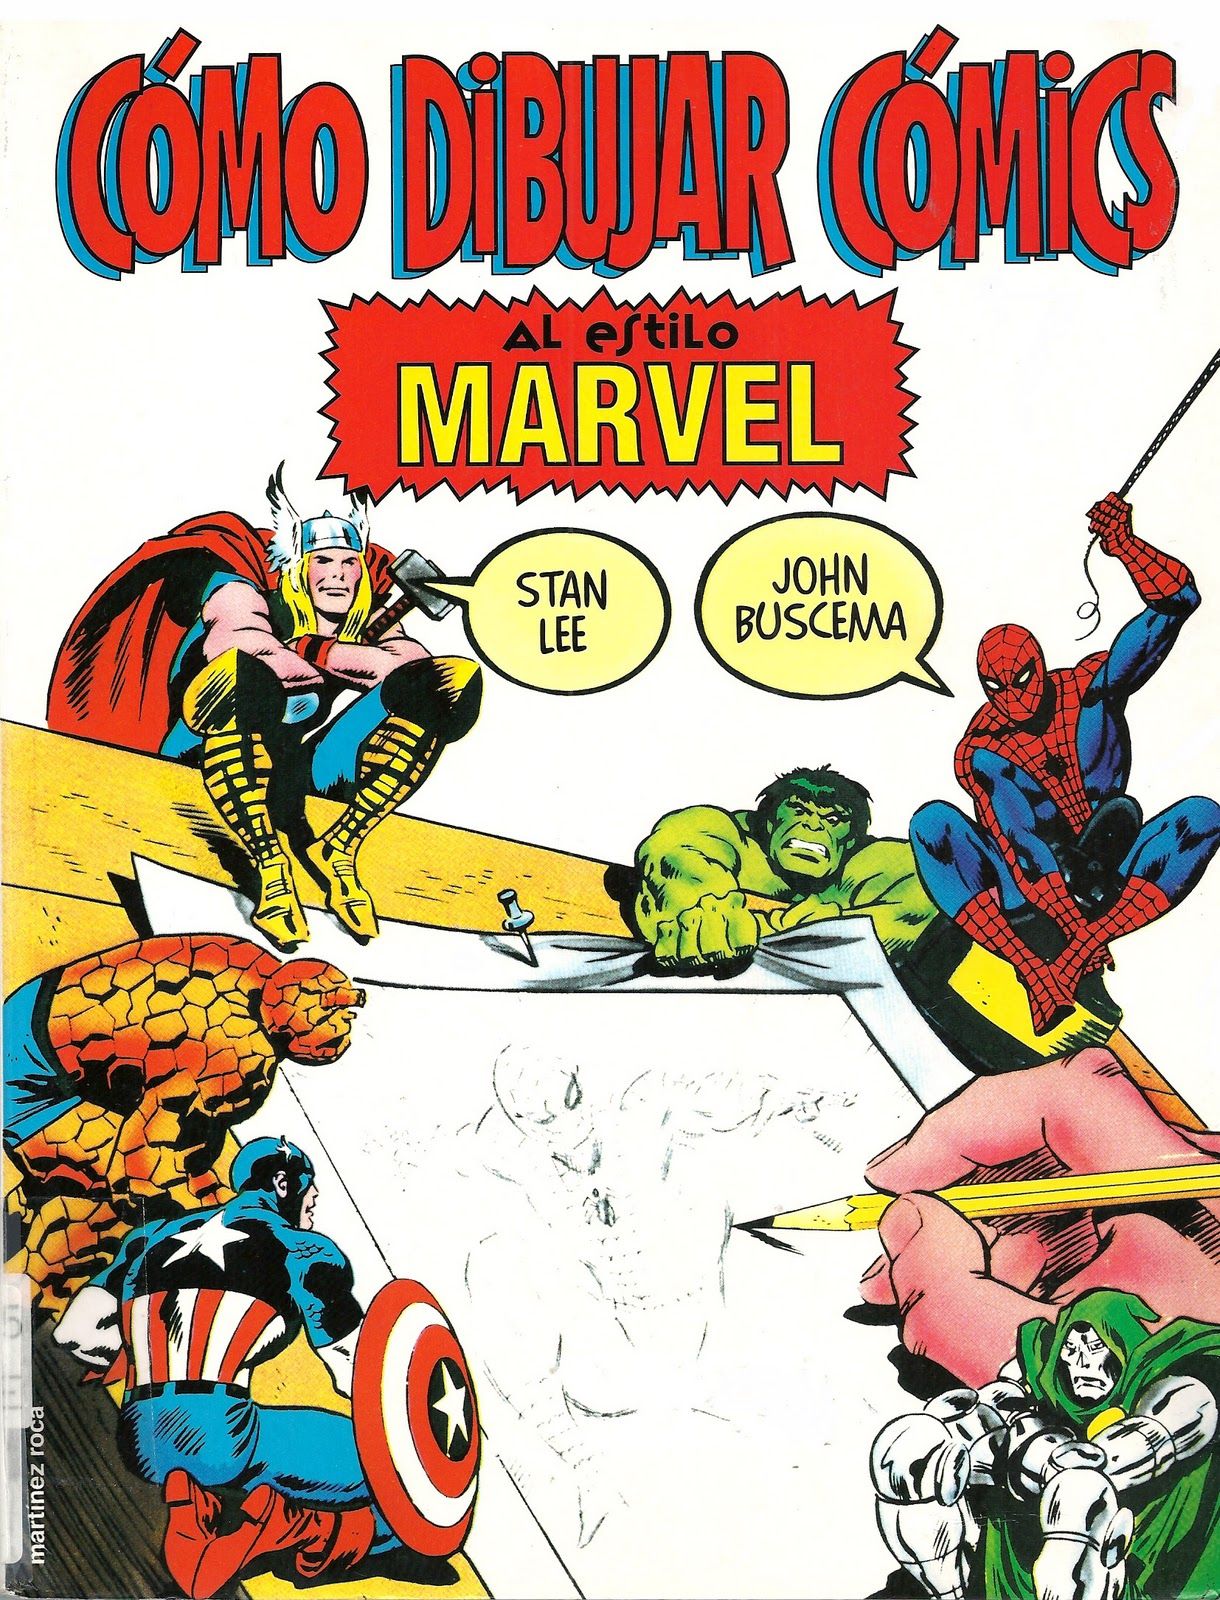 CÓMO DIBUJAR CÓMICS
AL ESTILO
MARVEL
STAN
LEE
JOHN
BUSCEMA
martínez roca